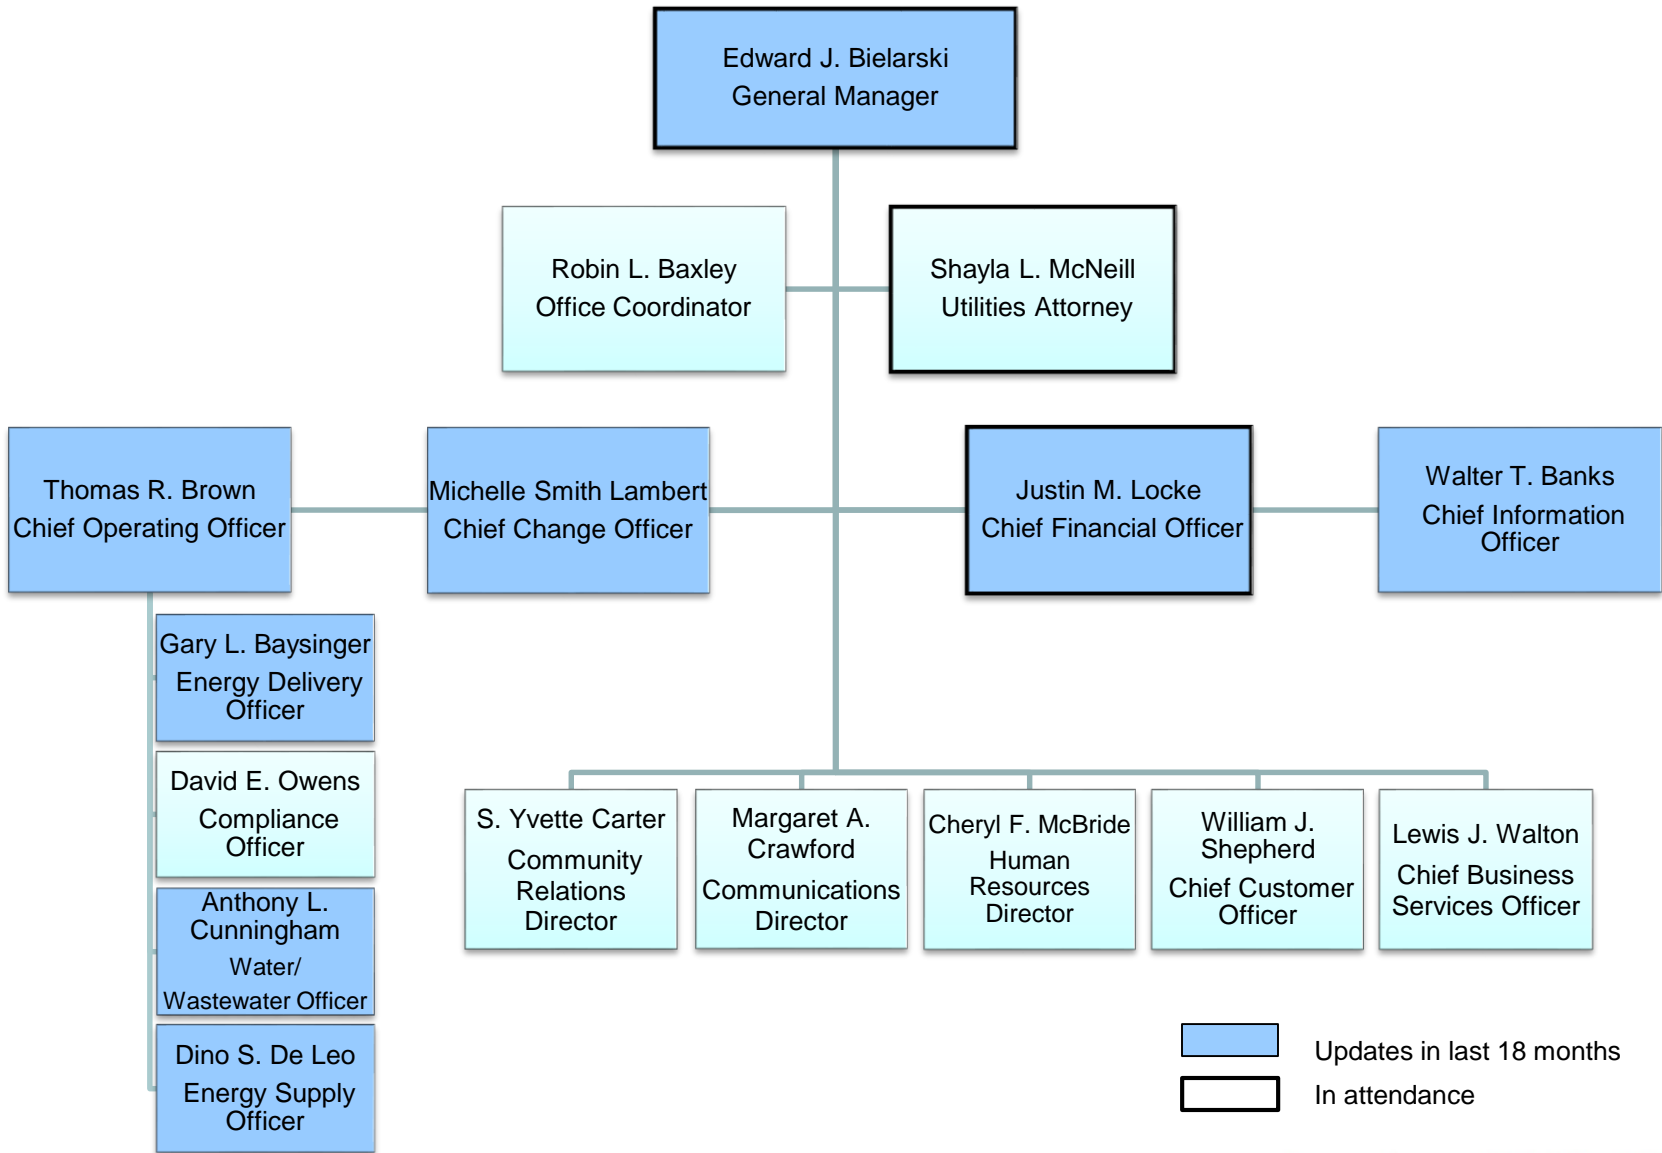 Edward J. Bielarski
General Manager
Robin L. Baxley
Office Coordinator
Shayla L. McNeill
Utilities Attorney
Thomas R. Brown
Chief Operating Officer
Michelle Smith Lambert
Chief Change Officer
Justin M. Locke
Chief Financial Officer
Walter T. Banks
Chief Information
Officer
Gary L. Baysinger
Energy Delivery
Officer
David E. Owens
Compliance
Officer
Anthony L.
Cunningham
Water/
Wastewater Officer
Dino S. De Leo
Energy Supply
Officer
S. Yvette Carter
Community
Relations
Director
Margaret A.
Crawford
Communications
Director
Cheryl F. McBride
Human
Resources
Director
William J.
Shepherd
Chief Customer
Officer
Lewis J. Walton
Chief Business
Services Officer
Updates in last 18 months
In attendance